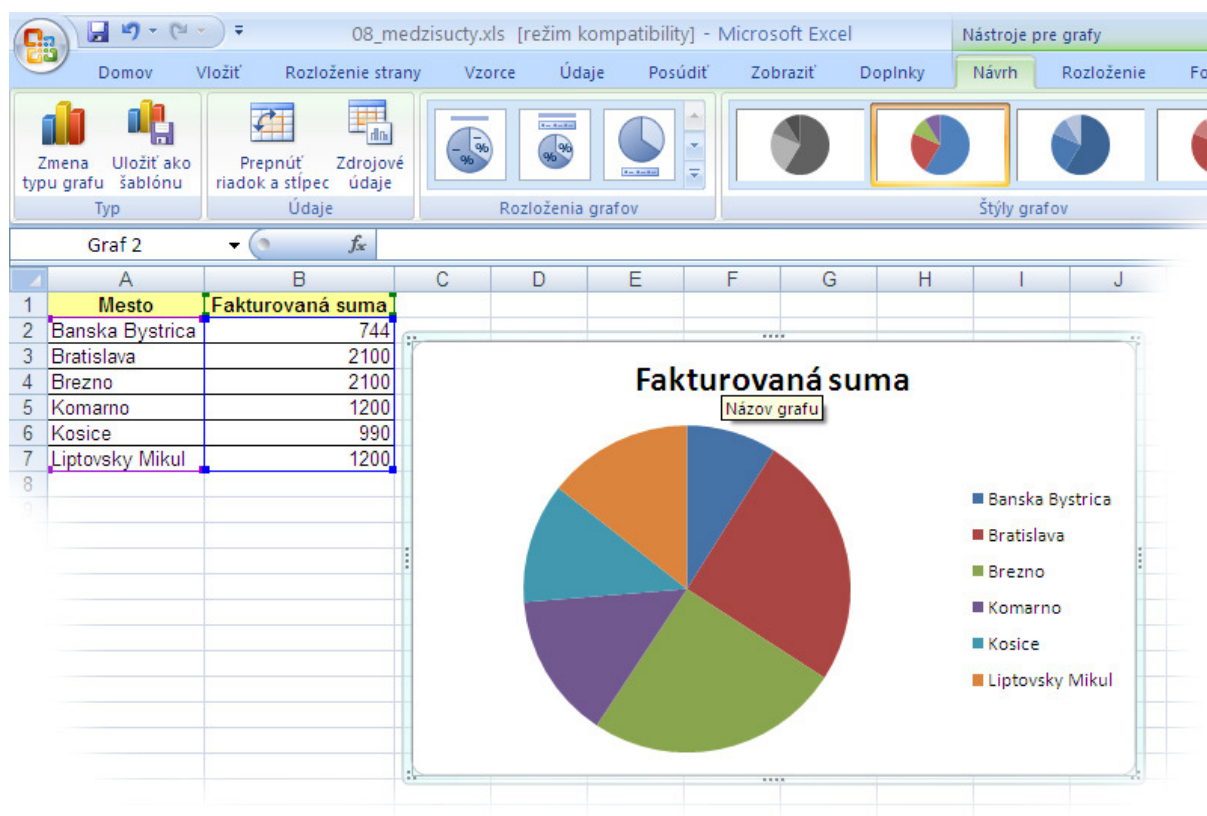 08_medzisucty.xls [režim kompatibility] - Microsoft Excel
Nástroje pre grafy
Domov Vložiť Rozloženie strany Vzorce Údaje Posúdiť Zobraziť Doplnky Návrh Rozloženie Fo
Zmena typu grafu
Uložiť ako šablónu
Prepnúť riadok a stĺpec
Zdrojové údaje
Typ Údaje Rozloženia grafov Štýly grafov
Graf 2 fx
A B C D E F G H I J
1 Mesto Fakturovaná suma
2 Banska Bystrica 744
3 Bratislava 2100
4 Brezno 2100
5 Komarno 1200
6 Kosice 990
7 Liptovsky Mikul 1200
8
9
Fakturovaná suma
Názov grafu
Banska Bystrica
Bratislava
Brezno
Komarno
Kosice
Liptovsky Mikul